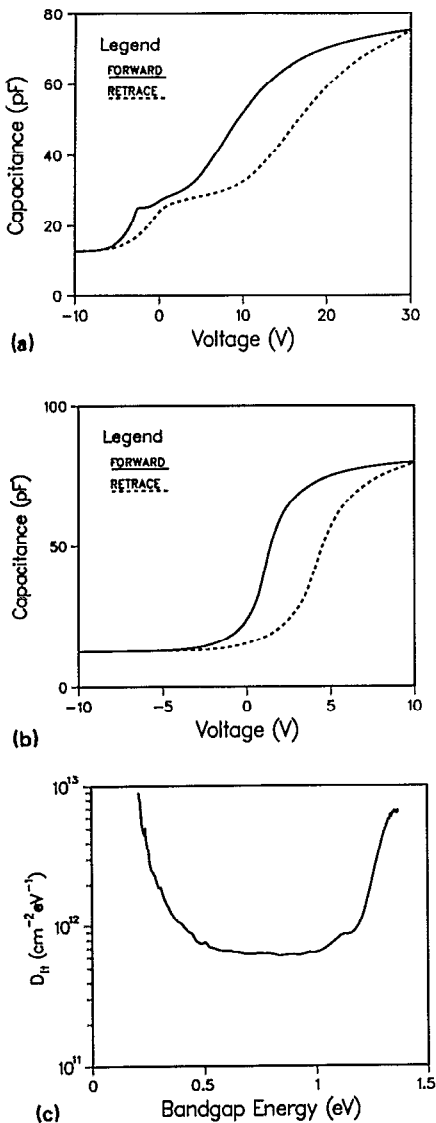 80
60
40
20
0
Capacitance (pF)
Legend
FORWARD
RETRACE
-10
0
10
20
30
Voltage (V)
(a)
100
50
0
Capacitance (pF)
Legend
FORWARD
RETRACE
-10
-5
0
5
10
Voltage (V)
(b)
10¹³
10¹²
10¹¹
D_it (cm⁻²eV⁻¹)
0
0.5
1
1.5
Bandgap Energy (eV)
(c)